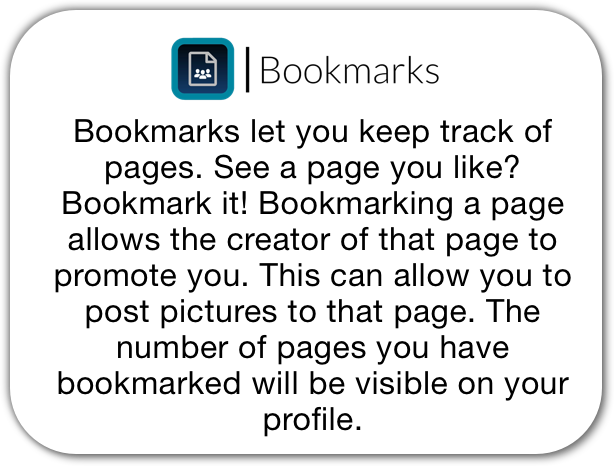 Bookmarks
Bookmarks let you keep track of
pages. See a page you like?
Bookmark it! Bookmarking a page
allows the creator of that page to
promote you. This can allow you to
post pictures to that page. The
number of pages you have
bookmarked will be visible on your
profile.